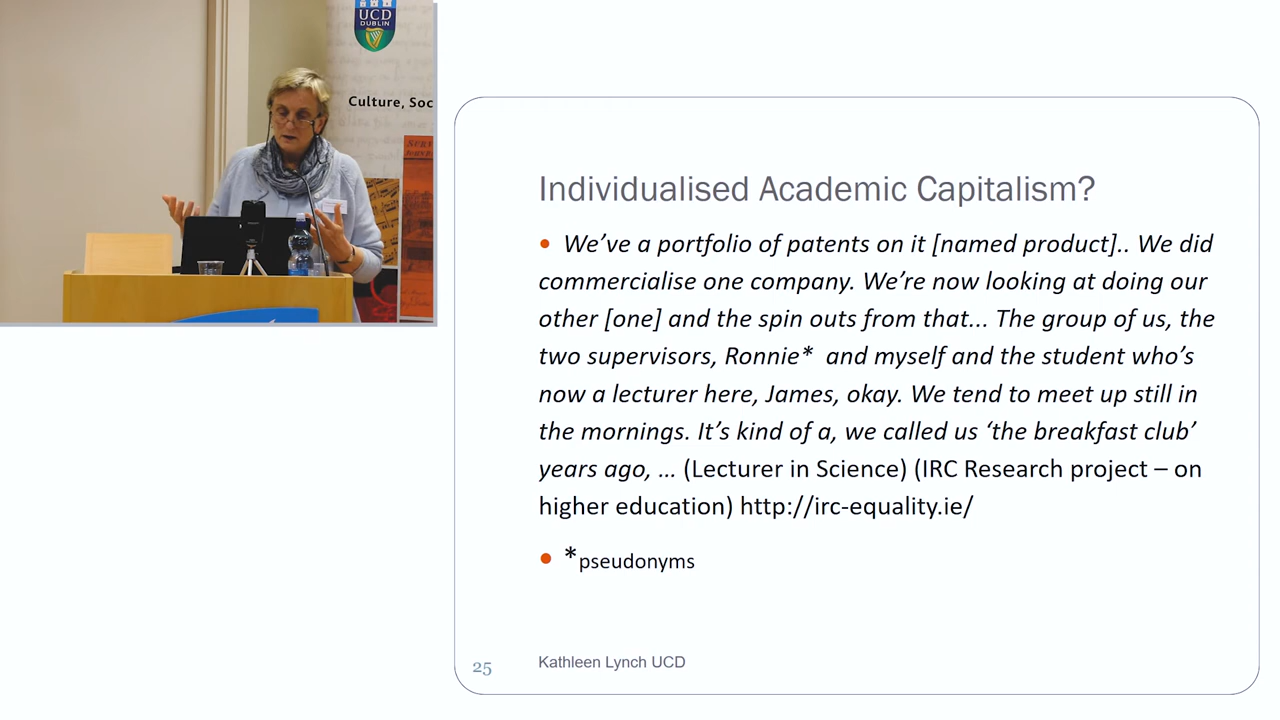 UCD
DUBLIN
Culture, Soc
Individualised Academic Capitalism?
• We’ve a portfolio of patents on it [named product].. We did
commercialise one company. We’re now looking at doing our
other [one] and the spin outs from that... The group of us, the
two supervisors, Ronnie* and myself and the student who’s
now a lecturer here, James, okay. We tend to meet up still in
the mornings. It’s kind of a, we called us ‘the breakfast club’
years ago, ... (Lecturer in Science) (IRC Research project – on
higher education) http://irc-equality.ie/
• *pseudonyms
25
Kathleen Lynch UCD